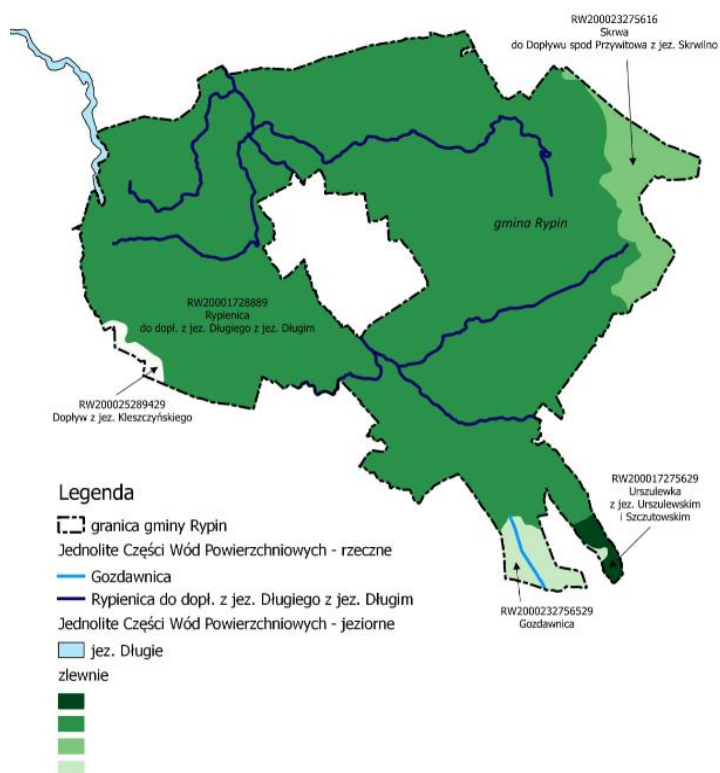 RW200023275616
Skrwa
do Dopływu spod Przywitowa z jez. Skrwilno
gmina Rypin
RW20001728889
Rypienica
do dopł. z jez. Długiego z jez. Długim
RW200025289429
Dopływ z jez. Kleszczyńskiego
RW200017275629
Urszulewka
z jez. Urszulewskim
i Szczutowskim
RW2000232756529
Gozdawnica
Legenda
granica gminy Rypin
Jednolite Części Wód Powierzchniowych - rzeczne
Gozdawnica
Rypienica do dopł. z jez. Długiego z jez. Długim
Jednolite Części Wód Powierzchniowych - jeziorne
jez. Długie
zlewnie